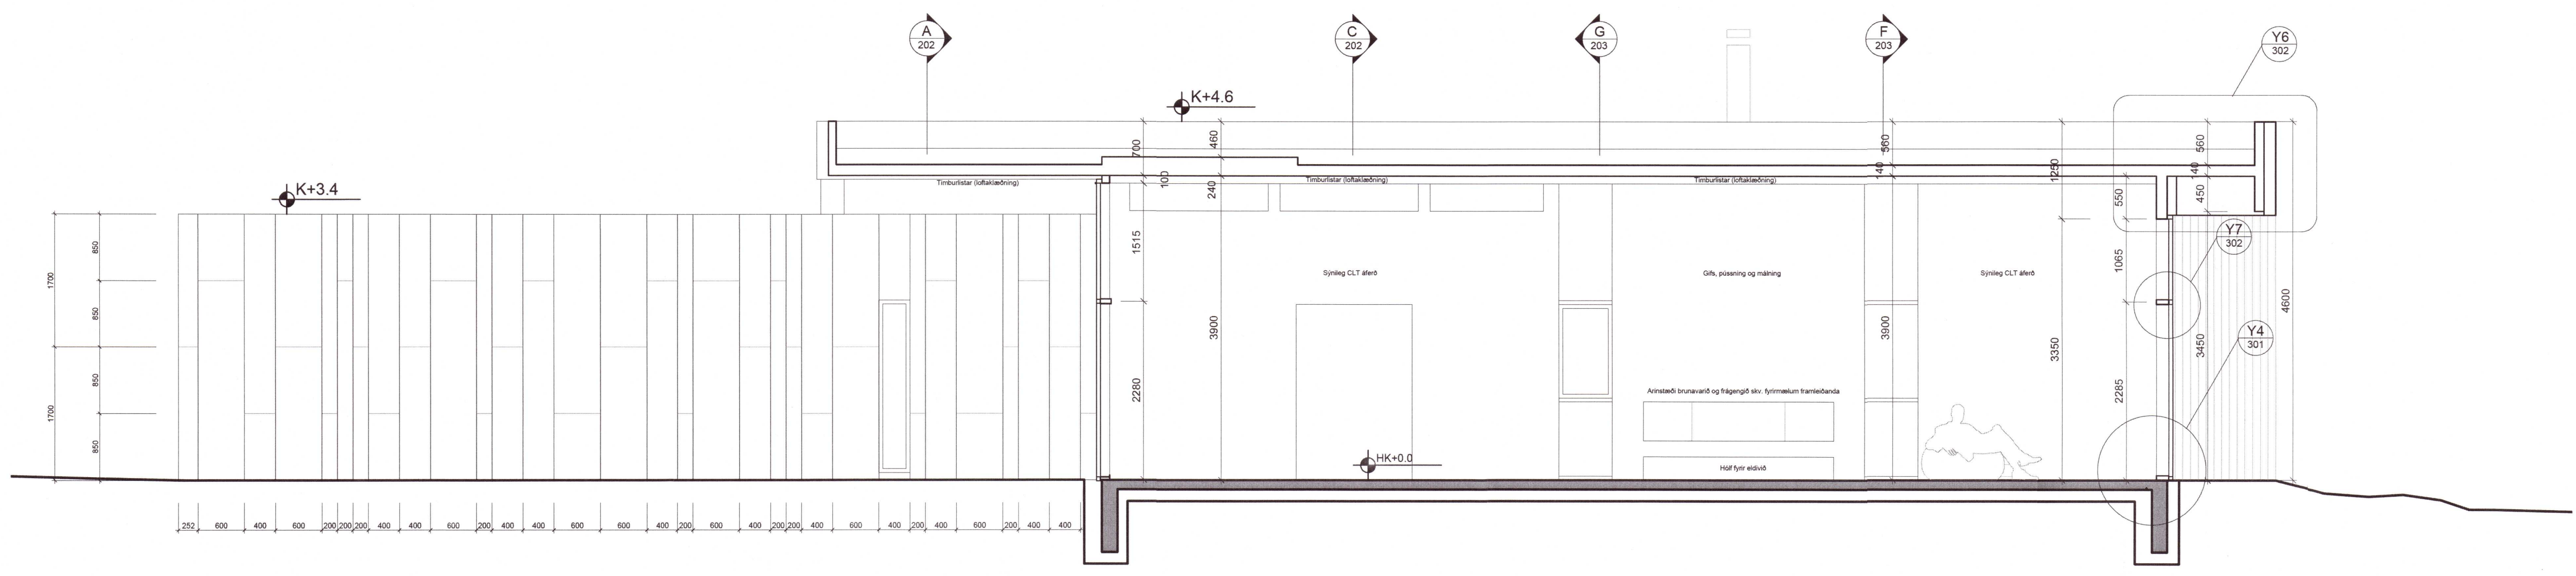 A
202
C
202
G
203
F
203
Y6
302
K+4.6
K+3.4
700
460
560
1250
560
100
240
140
140
Timburlistar (loftaklæðning)
Timburlistar (loftaklæðning)
Timburlistar (loftaklæðning)
550
450
Y7
302
850
1700
850
1515
Sýnileg CLT áferð
Gifs, pússning og málning
Sýnileg CLT áferð
1065
4600
3900
3900
3350
3450
Y4
301
850
1700
850
2280
2285
Arinstæði brunavarið og frágengið skv. fyrirmælum framleiðanda
HK+0.0
Hólf fyrir eldivið
252 600 400 600 200 200 200 400 400 600 200 400 400 600 600 400 200 600 400 200 200 400 600 400 200 400 600 200 400 400